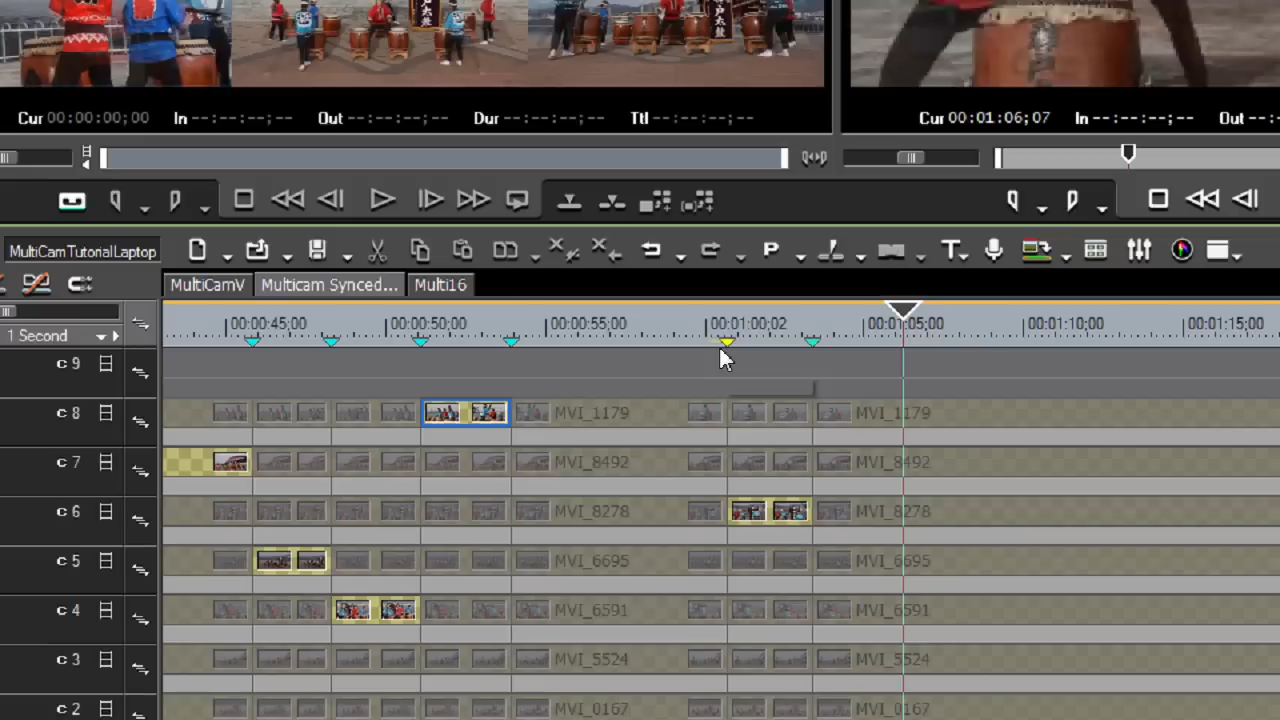 Cur 00:00:00;00 In --:--:--;-- Out --:--:--;-- Dur --:--:--;-- Ttl --:--:--;--
Cur 00:01:06;07 In --:--:--;-- Out --:--
MultiCamTutorialLaptop
P T
MultiCamV Multicam Synced... Multi16
1 Second
00:00:45;00 00:00:50;00 00:00:55;00 00:01:00;02 00:01:05;00 00:01:10;00 00:01:15;00
C 9
C 8 MVI_1179 MVI_1179
C 7 MVI_8492 MVI_8492
C 6 MVI_8278 MVI_8278
C 5 MVI_6695 MVI_6695
C 4 MVI_6591 MVI_6591
C 3 MVI_5524 MVI_5524
C 2 MVI_0167 MVI_0167